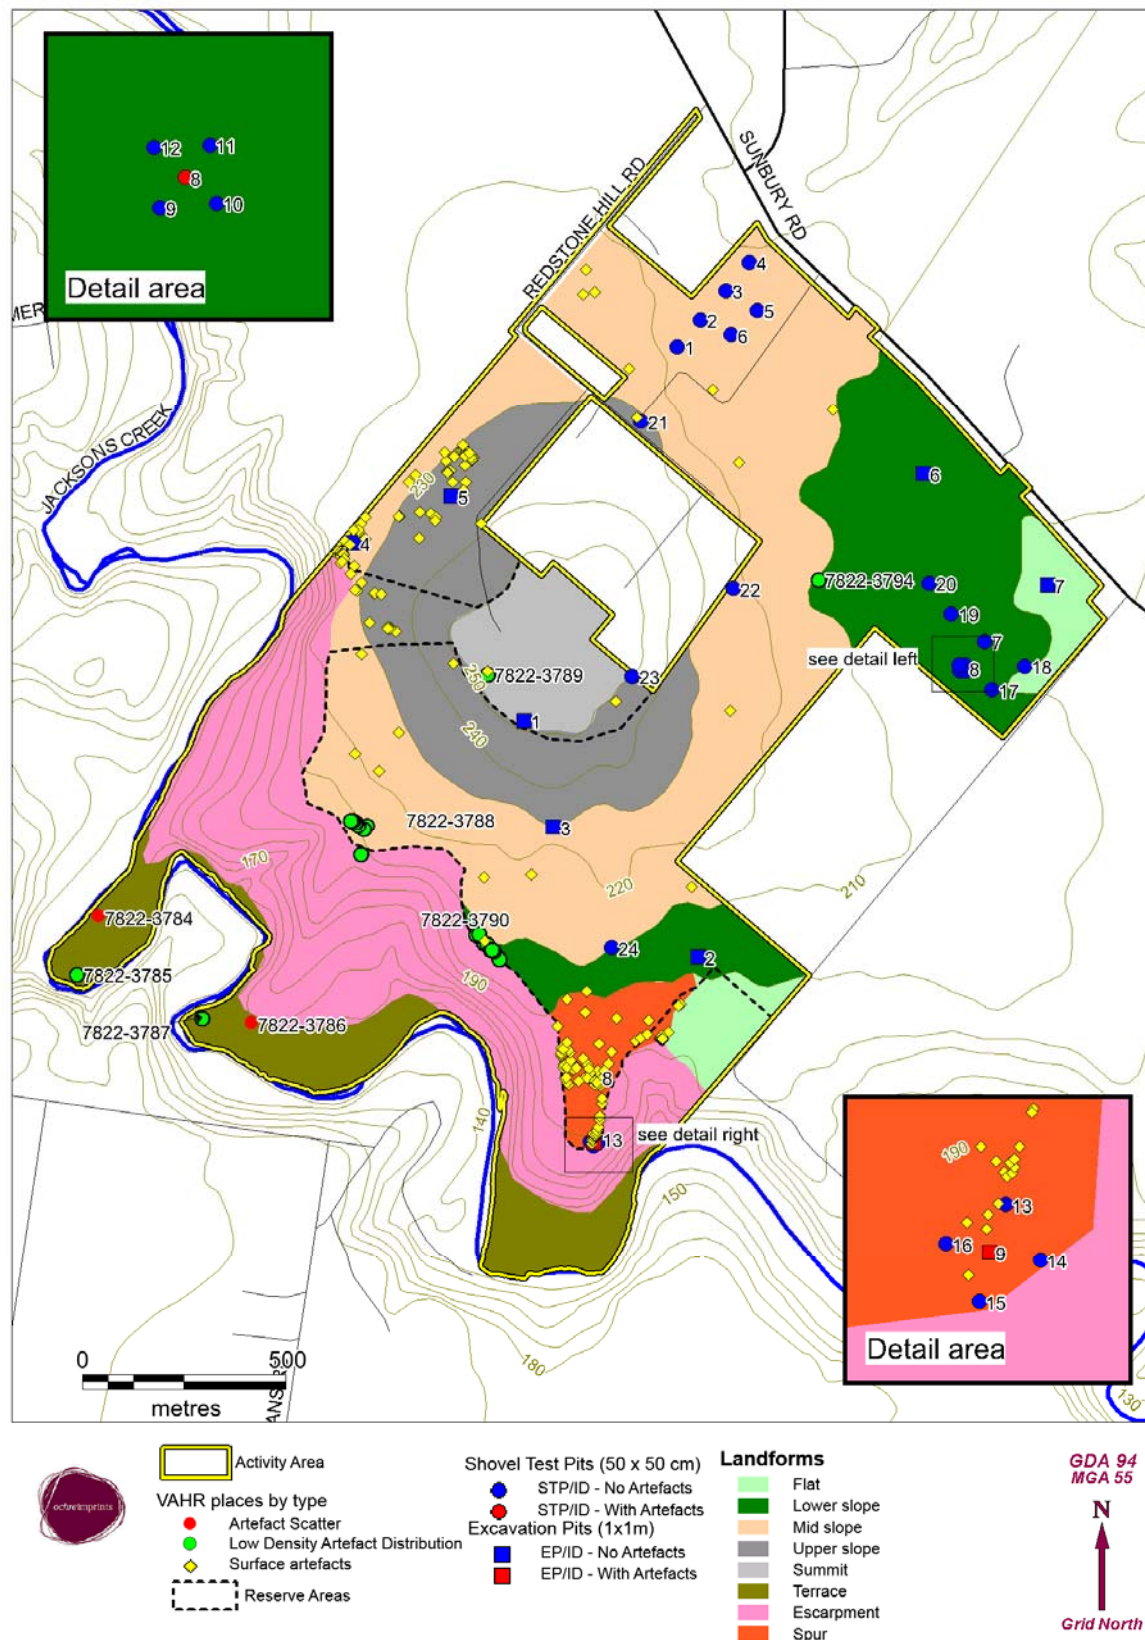 12
11
8
9
10
Detail area
MER
JACKSONS CREEK
REDSTONE HILL RD
SUNBURY RD
4
3
5
2
6
1
21
230
5
6
4
7822-3794
20
7
22
19
7
see detail left
8
18
17
7822-3789
23
250
1
240
3
7822-3788
170
220
210
7822-3784
7822-3790
24
2
7822-3785
190
7822-3787
7822-3786
8
140
13
see detail right
150
190
13
16
9
14
15
Detail area
180
130
0 500
metres
ANS R
ochre imprints
Activity Area
VAHR places by type
Artefact Scatter
Low Density Artefact Distribution
Surface artefacts
Reserve Areas
Shovel Test Pits (50 x 50 cm)
STP/ID - No Artefacts
STP/ID - With Artefacts
Excavation Pits (1x1m)
EP/ID - No Artefacts
EP/ID - With Artefacts
Landforms
Flat
Lower slope
Mid slope
Upper slope
Summit
Terrace
Escarpment
Spur
GDA 94
MGA 55
N
Grid North